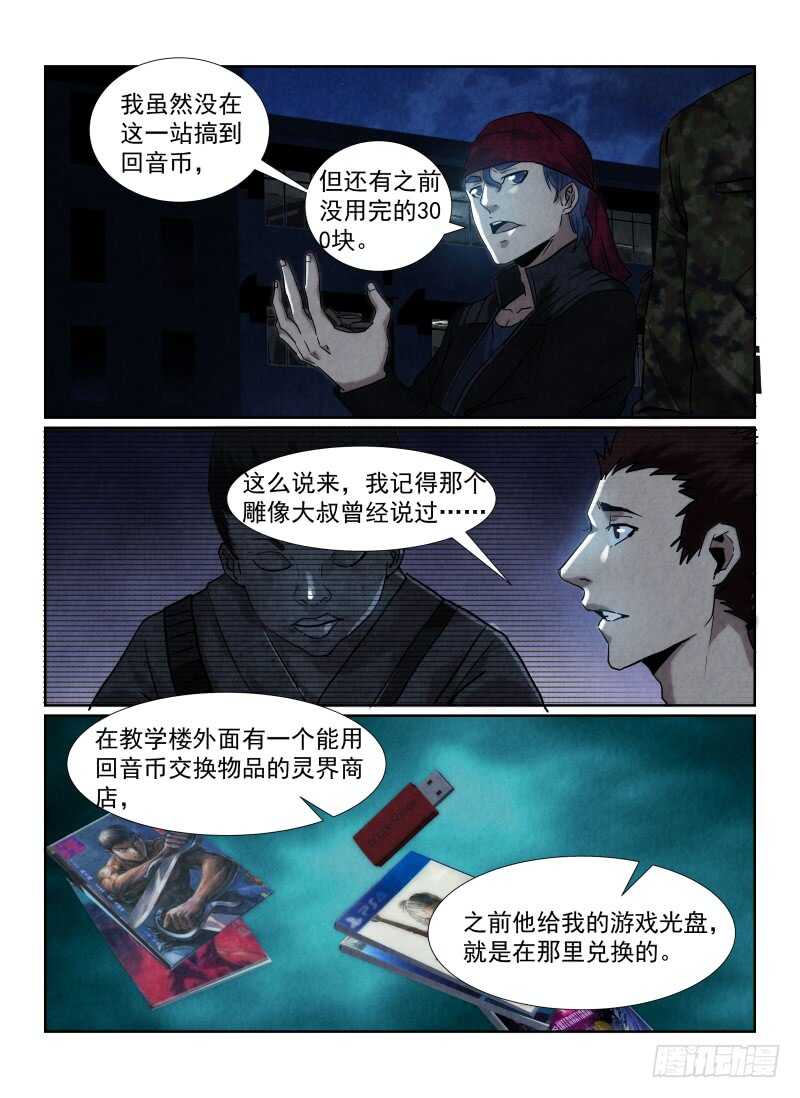 我虽然没在
这一站搞到
回音币，
但还有之前
没用完的30
0块。
这么说来，我记得那个
雕像大叔曾经说过……
在教学楼外面有一个能用
回音币交换物品的灵界商
店，
之前他给我的游戏光盘，
就是在那里兑换的。
腾讯动漫